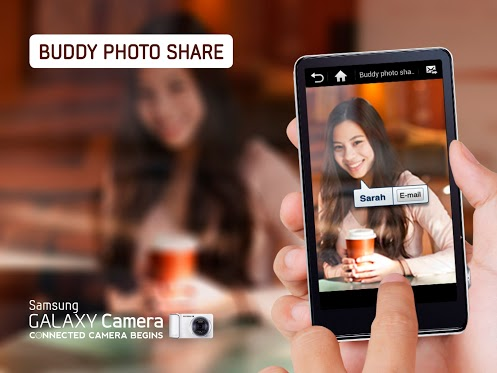 BUDDY PHOTO SHARE
Buddy photo sha..
Sarah E-mail
Samsung
GALAXY Camera
CONNECTED CAMERA BEGINS